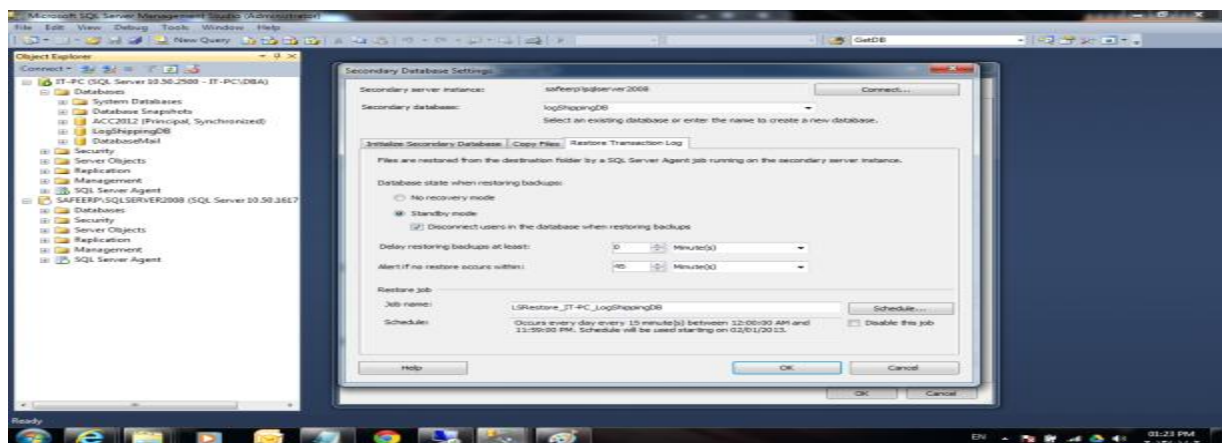 Microsoft SQL Server Management Studio (Administrator)
File Edit View Debug Tools Window Help
New Query
GetDB
Object Explorer
Connect
IT-PC (SQL Server 10.50.2500 - IT-PC\DBA)
Databases
System Databases
Database Snapshots
ACC2012 (Principal, Synchronized)
LogShippingDB
DatabaseMail
Security
Server Objects
Replication
Management
SQL Server Agent
SAFEERP\SQLSERVER2008 (SQL Server 10.50.1617
Databases
Security
Server Objects
Replication
Management
SQL Server Agent
Secondary Database Settings
Secondary server instance: safeerp\sqlserver2008 Connect...
Secondary database: logShippingDB
Select an existing database or enter the name to create a new database.
Initialize Secondary Database Copy Files Restore Transaction Log
Files are restored from the destination folder by a SQL Server Agent job running on the secondary server instance.
Database state when restoring backups:
No recovery mode
Standby mode
Disconnect users in the database when restoring backups
Delay restoring backups at least: 0 Minute(s)
Alert if no restore occurs within: 45 Minute(s)
Restore job
Job name: LSRestore_IT-PC_LogShippingDB Schedule...
Schedule: Occurs every day every 15 minute(s) between 12:00:00 AM and 11:59:00 PM. Schedule will be used starting on 02/01/2013.
Disable this job
Help OK Cancel
OK Cancel
Ready
EN 01:23 PM